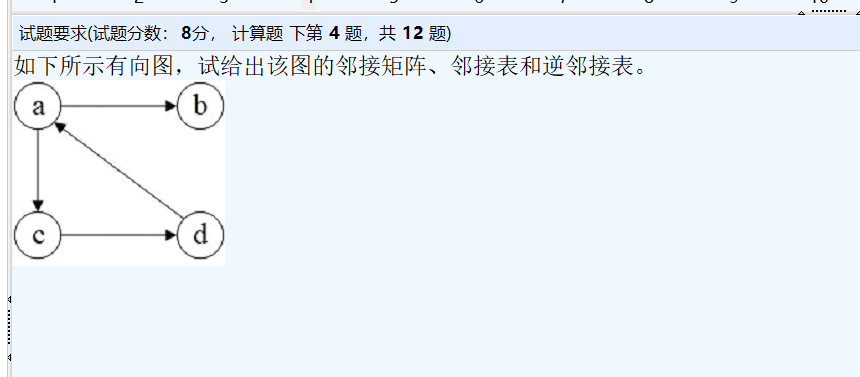 试题要求(试题分数：8分， 计算题 下第 4 题，共 12 题)
如下所示有向图，试给出该图的邻接矩阵、邻接表和逆邻接表。
a b
c d